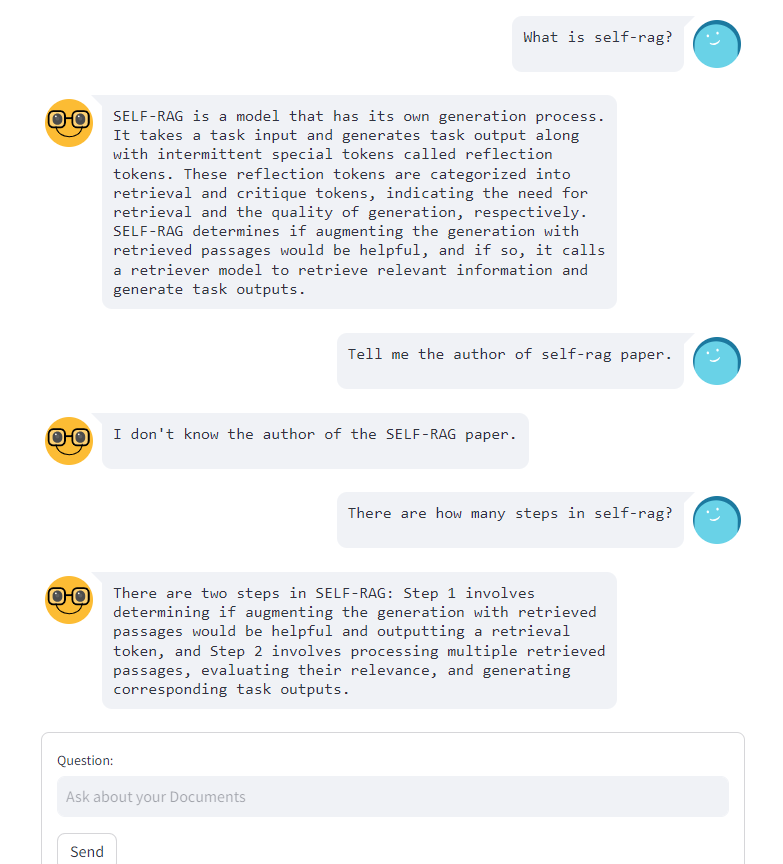 What is self-rag?
SELF-RAG is a model that has its own generation process.
It takes a task input and generates task output along
with intermittent special tokens called reflection
tokens. These reflection tokens are categorized into
retrieval and critique tokens, indicating the need for
retrieval and the quality of generation, respectively.
SELF-RAG determines if augmenting the generation with
retrieved passages would be helpful, and if so, it calls
a retriever model to retrieve relevant information and
generate task outputs.
Tell me the author of self-rag paper.
I don't know the author of the SELF-RAG paper.
There are how many steps in self-rag?
There are two steps in SELF-RAG: Step 1 involves
determining if augmenting the generation with retrieved
passages would be helpful and outputting a retrieval
token, and Step 2 involves processing multiple retrieved
passages, evaluating their relevance, and generating
corresponding task outputs.
Question:
Ask about your Documents
Send